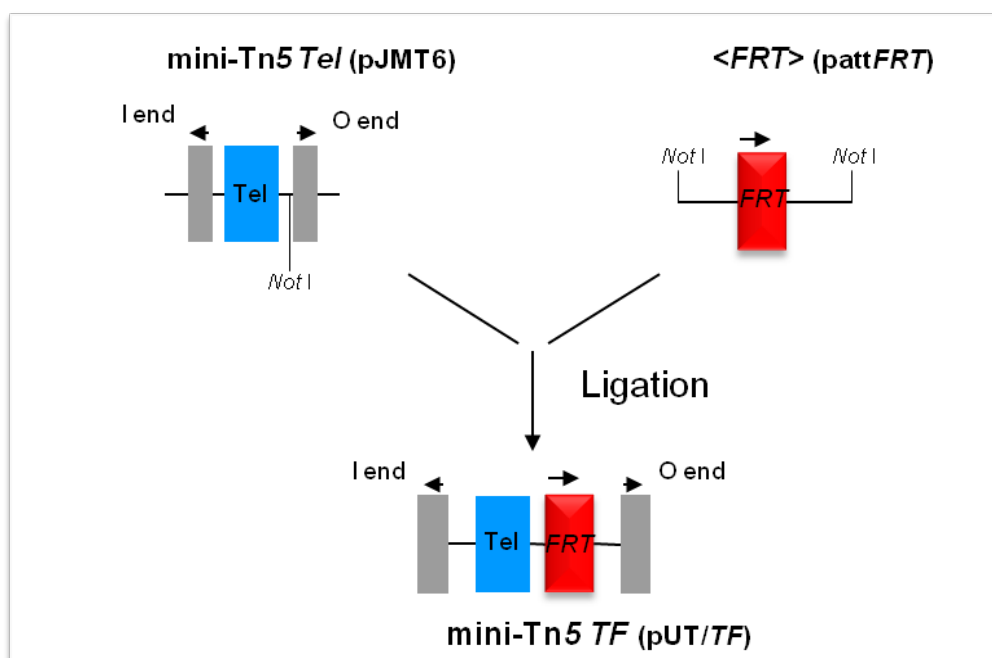 mini-Tn5 Tel (pJMT6)
<FRT> (pattFRT)
I end
O end
Not I
Not I
Tel
FRT
Not I
Ligation
I end
O end
Tel
FRT
mini-Tn5 TF (pUT/TF)